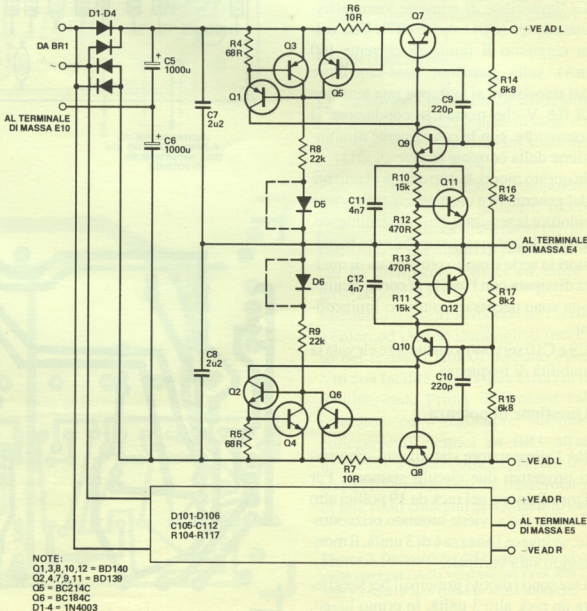 D1-D4
DA BR1
~
AL TERMINALE
DI MASSA E10
+
C5
1000u
+
C6
1000u
C7
2u2
C8
2u2
R4
68R
Q1
Q3
Q5
R6
10R
Q7
+VE AD L
R8
22k
D5
D6
R9
22k
Q2
R5
68R
Q4
Q6
R7
10R
Q8
C9
220p
Q9
R14
6k8
R10
15k
Q11
R16
8k2
C11
4n7
R12
470R
AL TERMINALE
DI MASSA E4
R13
470R
C12
4n7
R11
15k
Q12
R17
8k2
Q10
C10
220p
R15
6k8
-VE AD L
+VE AD R
AL TERMINALE
DI MASSA E5
-VE AD R
D101-D106
C105-C112
R104-R117
NOTE:
Q1,3,8,10,12 = BD140
Q2,4,7,9,11 = BD139
Q5 = BC214C
Q6 = BC184C
D1-4 = 1N4003